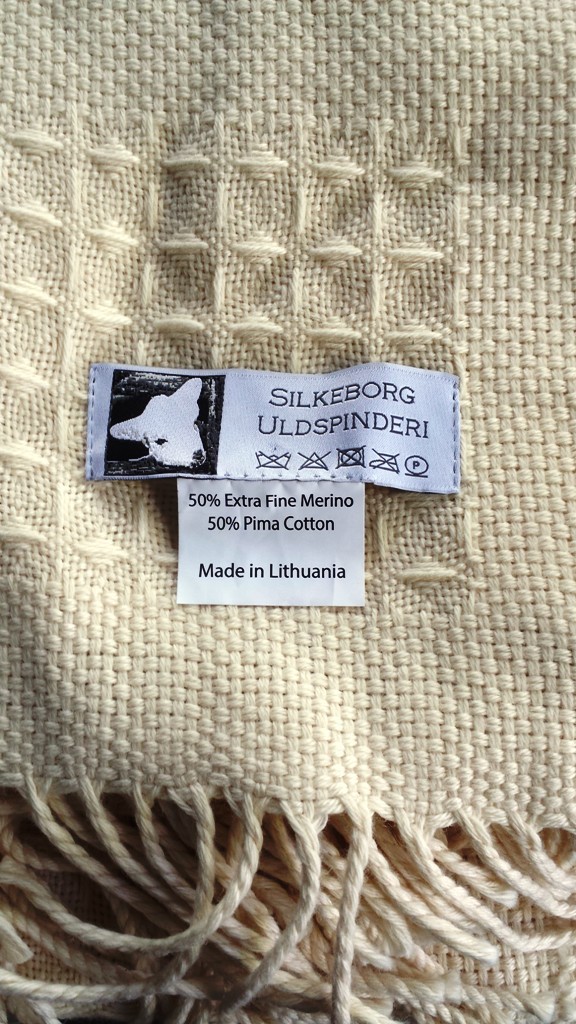 SILKEBORG
ULDSPINDERI
P
50% Extra Fine Merino
50% Pima Cotton
Made in Lithuania